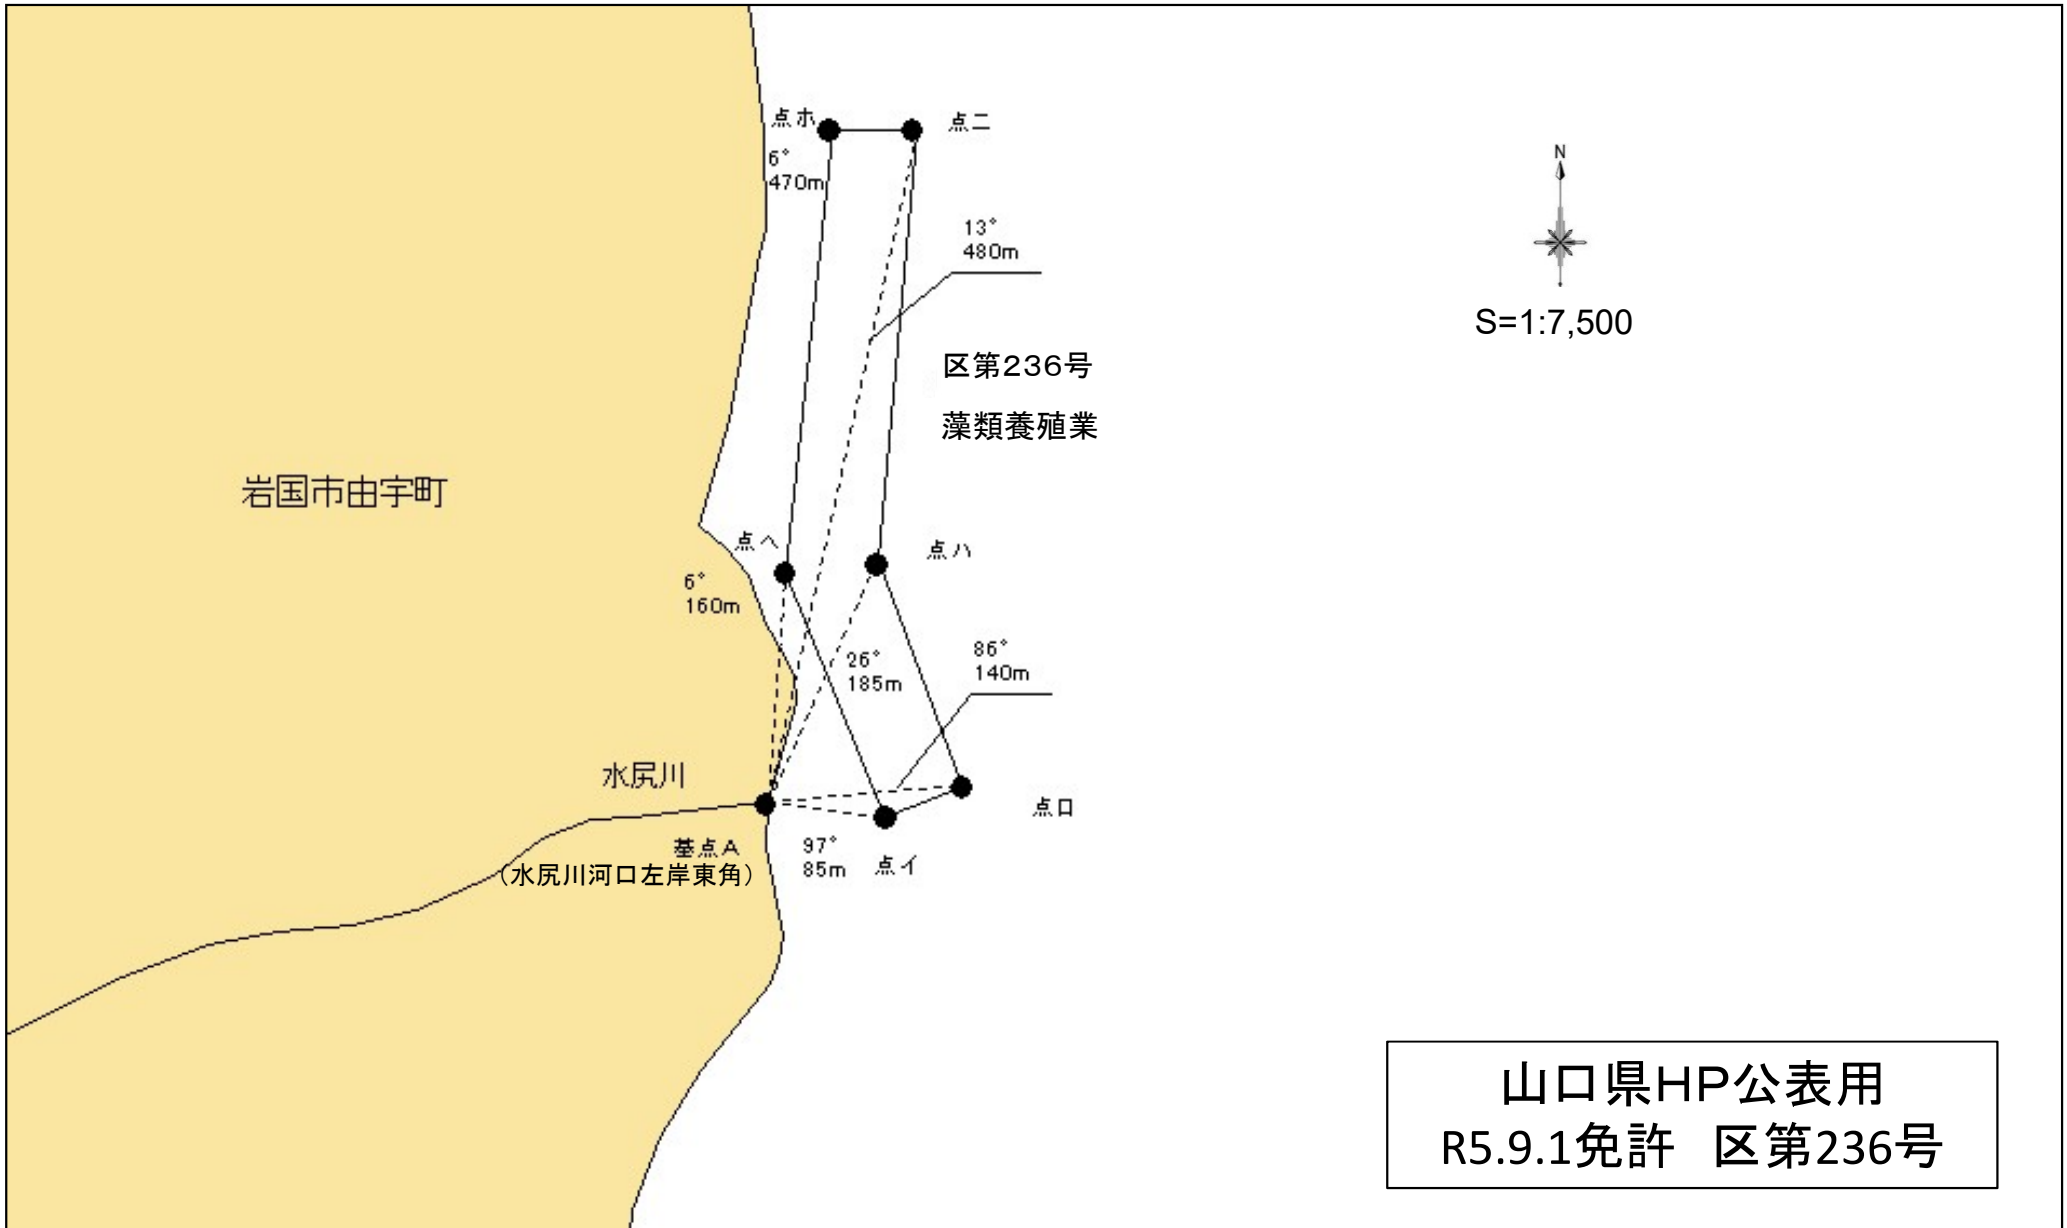 点ホ
点ニ
6°
470m
N
13°
480m
S=1:7,500
区第236号
藻類養殖業
岩国市由宇町
点ヘ
点ハ
6°
160m
26°
185m
86°
140m
水尻川
点ロ
基点A
(水尻川河口左岸東角)
97°
85m
点イ
山口県HP公表用
R5.9.1免許 区第236号